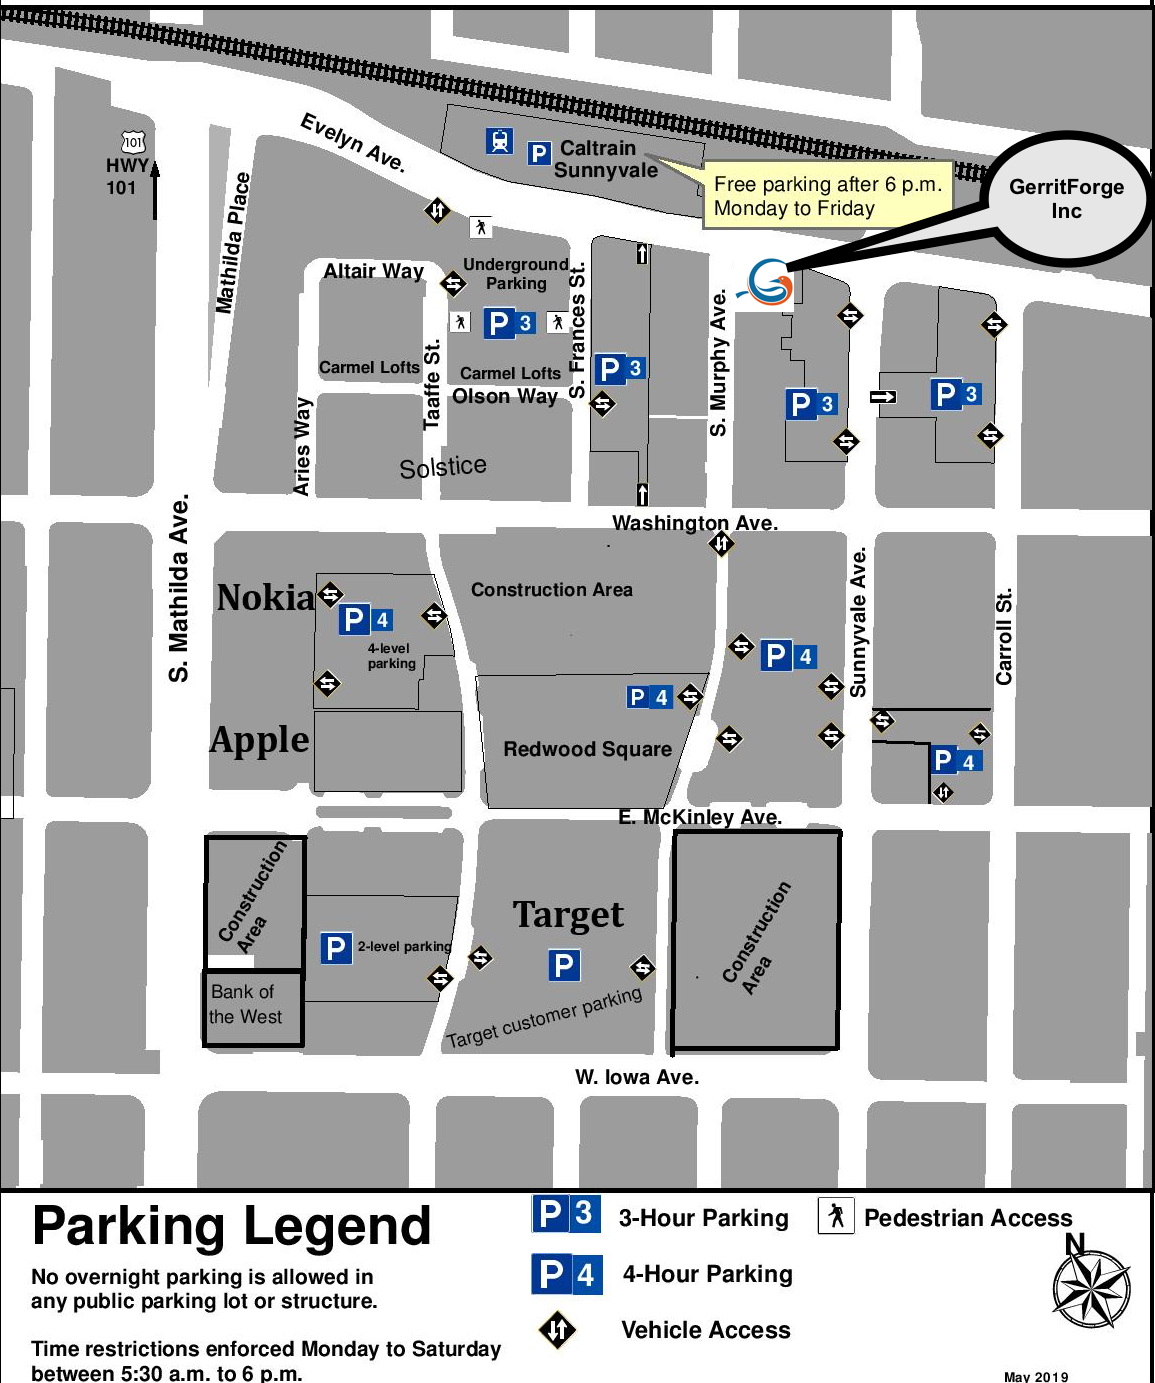 Evelyn Ave.
101
HWY
101
Caltrain
Sunnyvale
P
Free parking after 6 p.m.
Monday to Friday
GerritForge
Inc
Mathilda Place
Altair Way
Underground
Parking
P 3
S. Frances St.
P 3
S. Murphy Ave.
Carmel Lofts
Taaffe St.
Carmel Lofts
Olson Way
P 3
P 3
Aries Way
Solstice
S. Mathilda Ave.
Washington Ave.
Nokia
P 4
4-level
parking
Construction Area
P 4
Sunnyvale Ave.
Carroll St.
P 4
Apple
Redwood Square
P 4
E. McKinley Ave.
Construction
Area
Target
Construction
Area
P
2-level parking
P
Target customer parking
Bank of
the West
W. Iowa Ave.
Parking Legend
No overnight parking is allowed in
any public parking lot or structure.
Time restrictions enforced Monday to Saturday
between 5:30 a.m. to 6 p.m.
P 3
3-Hour Parking
P 4
4-Hour Parking
Vehicle Access
Pedestrian Access
N
May 2019